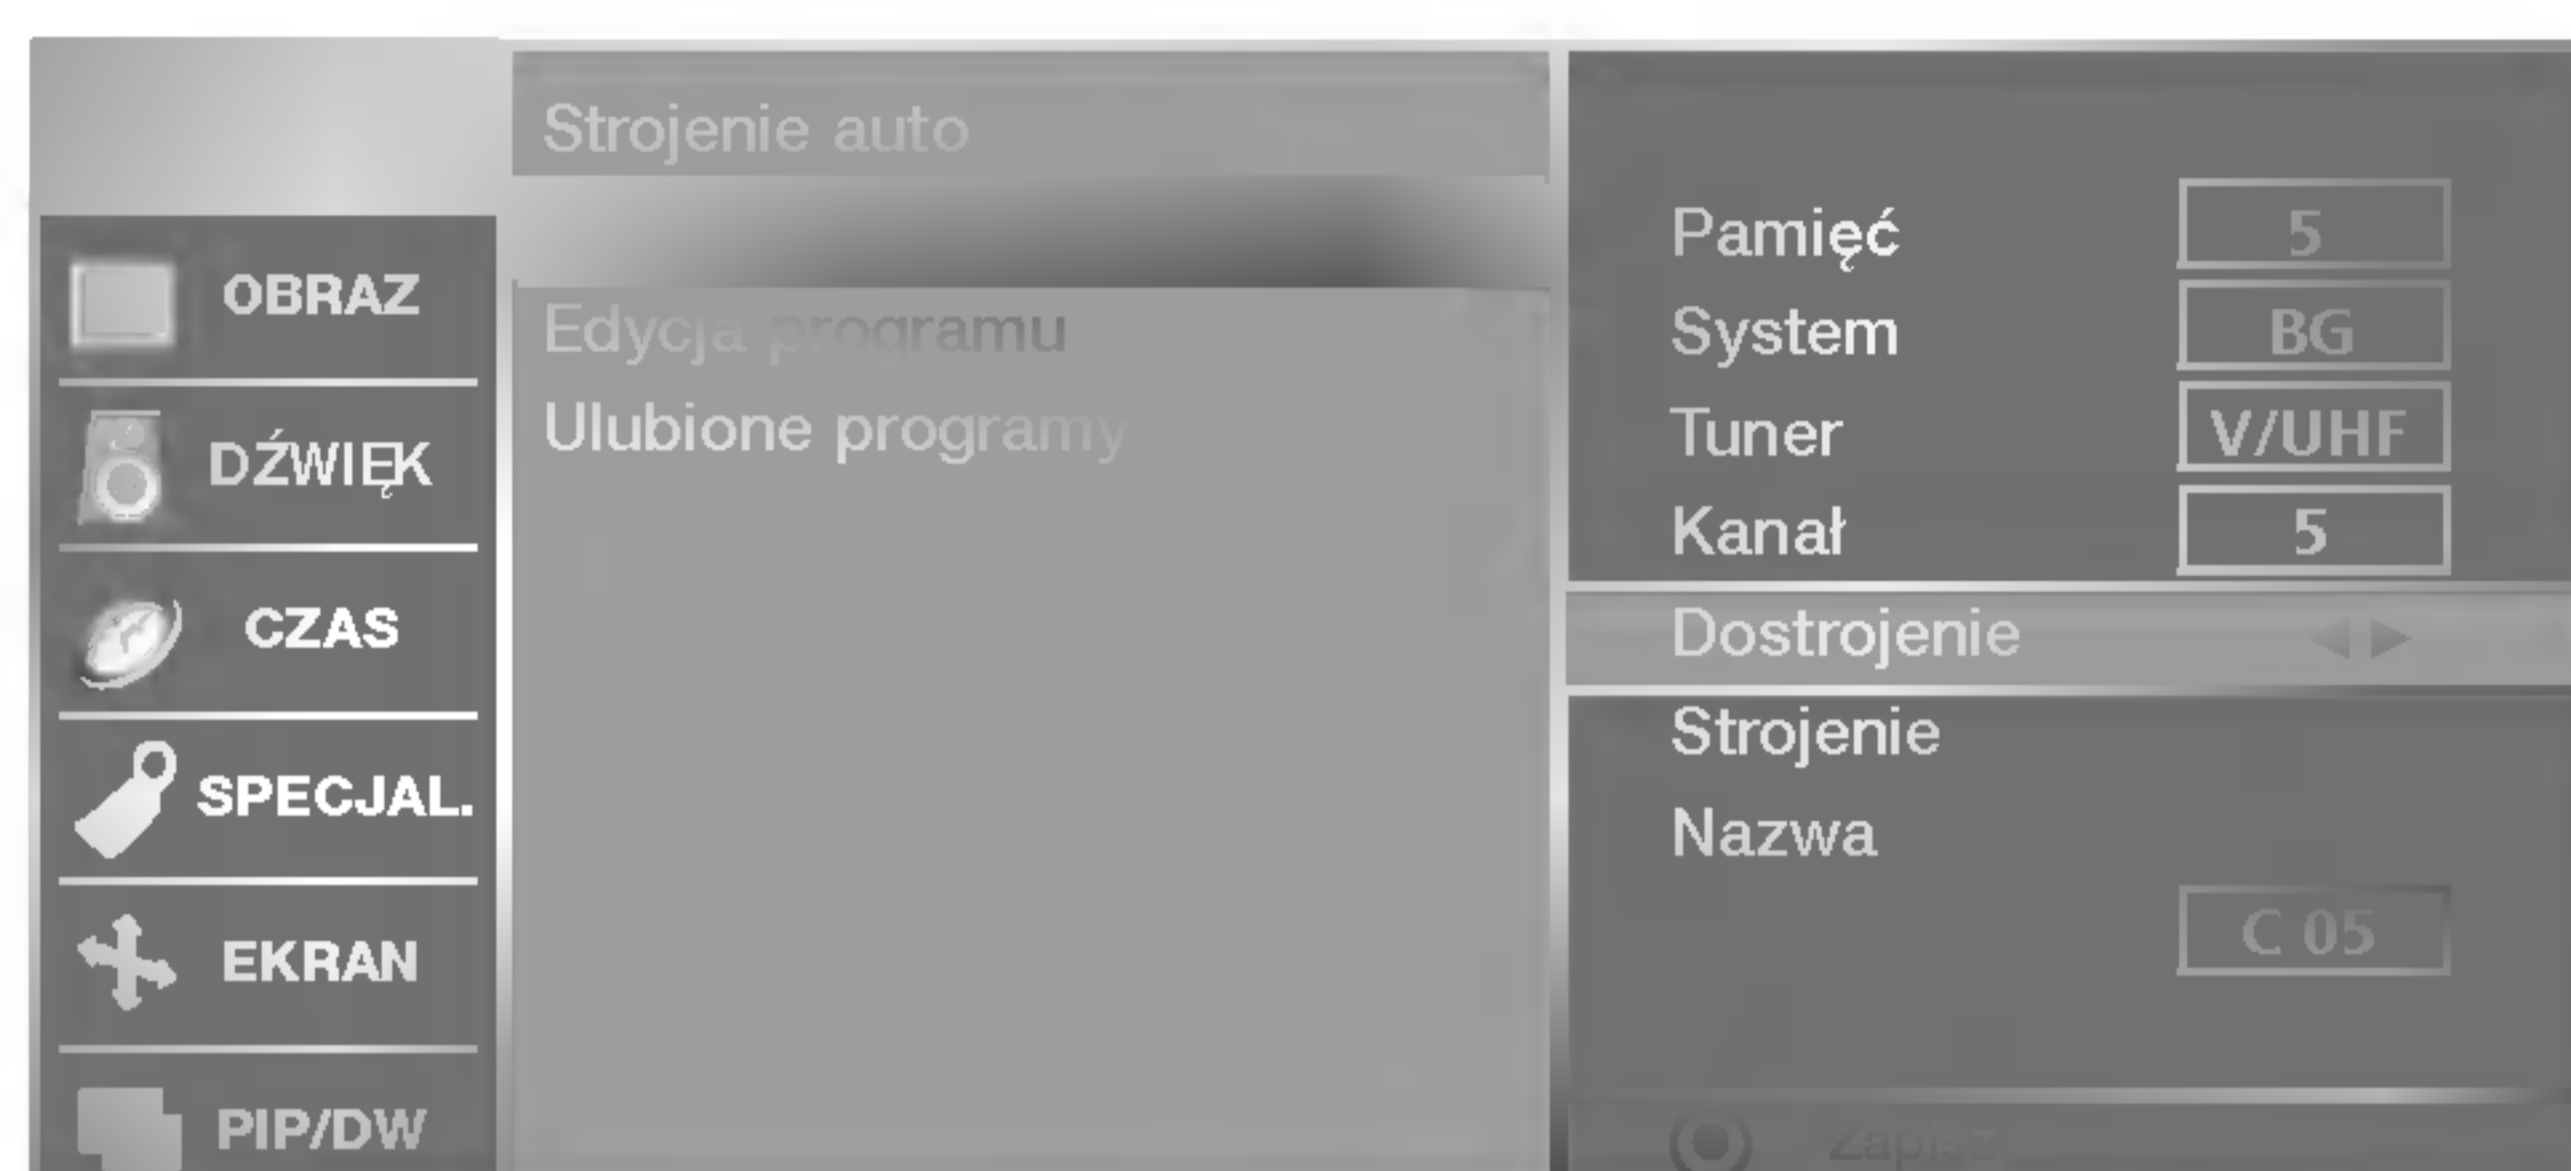 Strojenie auto
Edycja programu
Ulubione programy
OBRAZ
DŹWIĘK
CZAS
SPECJAL.
EKRAN
PIP/DW
Pamięć 5
System BG
Tuner V/UHF
Kanał 5
Dostrojenie ◀ ▶
Strojenie
Nazwa
C 05
Zapisz